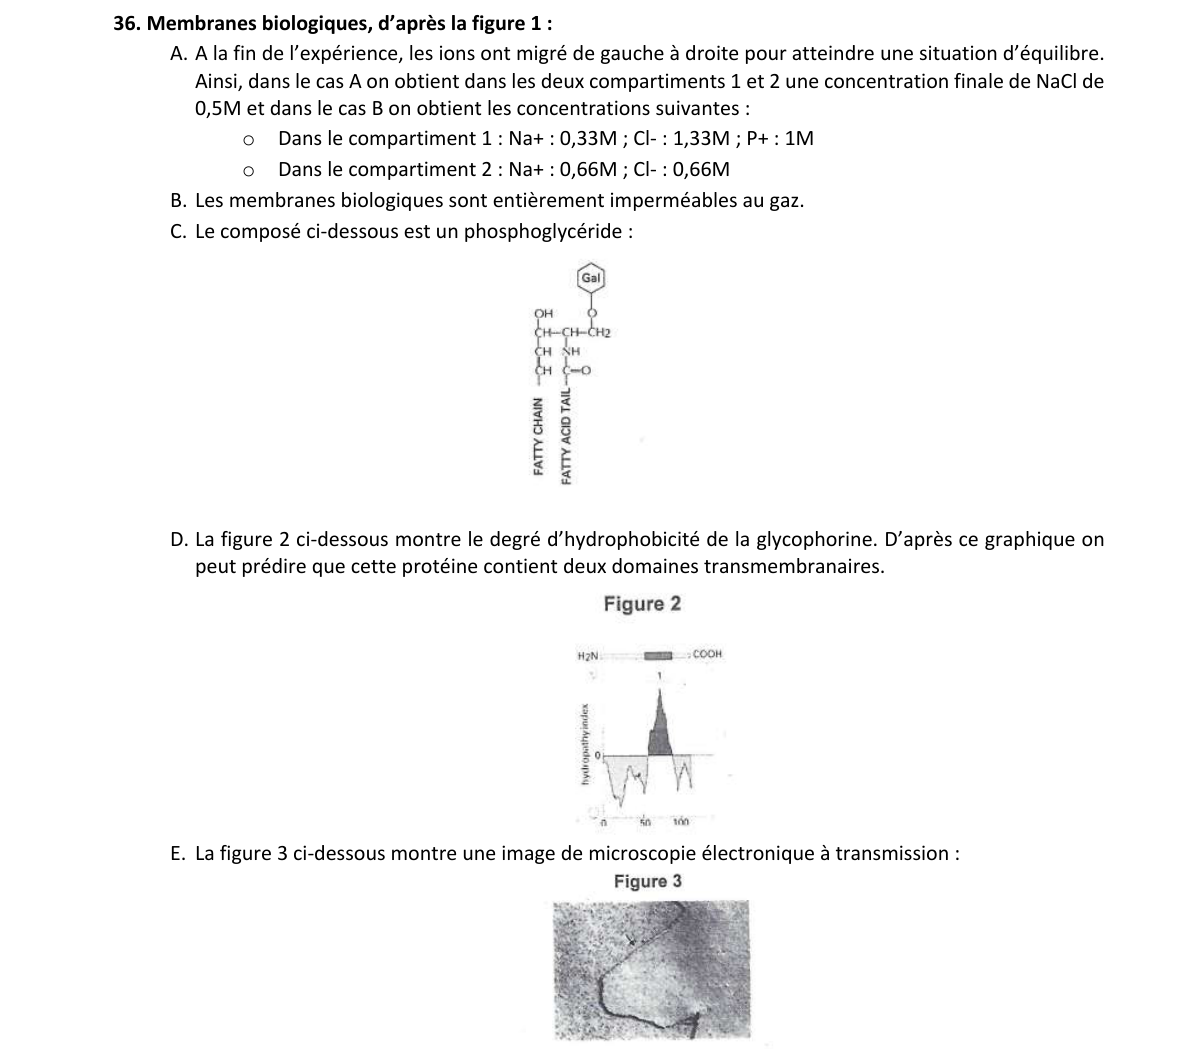 36. Membranes biologiques, d’après la figure 1 :
A. A la fin de l’expérience, les ions ont migré de gauche à droite pour atteindre une situation d’équilibre.
Ainsi, dans le cas A on obtient dans les deux compartiments 1 et 2 une concentration finale de NaCl de
0,5M et dans le cas B on obtient les concentrations suivantes :
o Dans le compartiment 1 : Na+ : 0,33M ; Cl- : 1,33M ; P+ : 1M
o Dans le compartiment 2 : Na+ : 0,66M ; Cl- : 0,66M
B. Les membranes biologiques sont entièrement imperméables au gaz.
C. Le composé ci-dessous est un phosphoglycéride :
Gal
OH O
CH-CH-CH2
CH NH
CH C=O
FATTY CHAIN
FATTY ACID TAIL
D. La figure 2 ci-dessous montre le degré d’hydrophobicité de la glycophorine. D’après ce graphique on
peut prédire que cette protéine contient deux domaines transmembranaires.
Figure 2
H2N COOH
1
hydropathy index
0
0 50 100
E. La figure 3 ci-dessous montre une image de microscopie électronique à transmission :
Figure 3